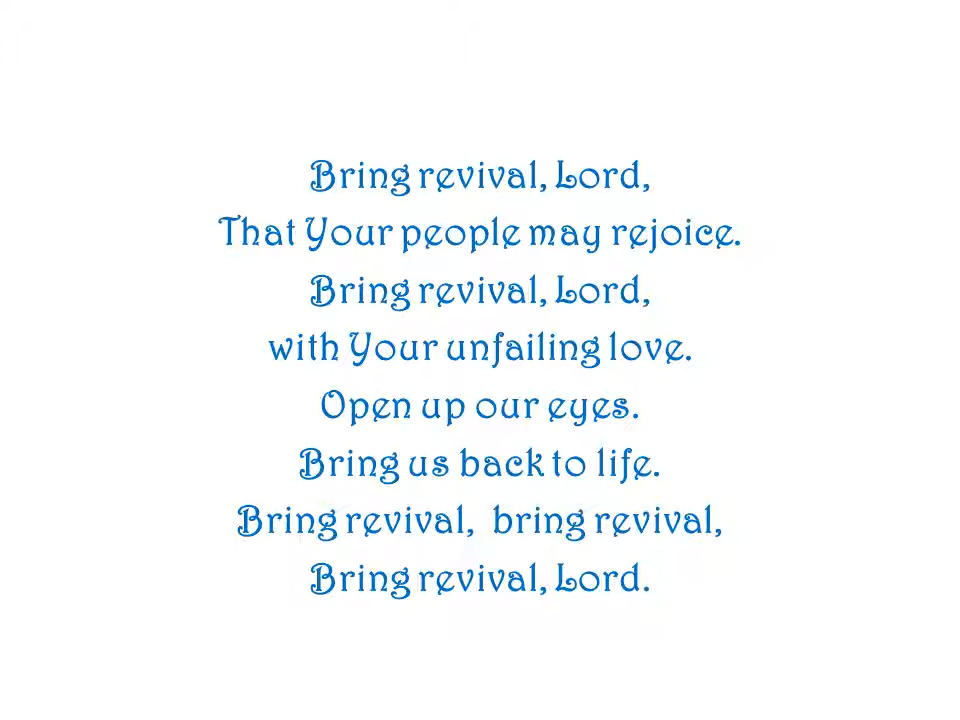 Bring revival, Lord,
That Your people may rejoice.
Bring revival, Lord,
with Your unfailing love.
Open up our eyes.
Bring us back to life.
Bring revival,  bring revival,
Bring revival, Lord.